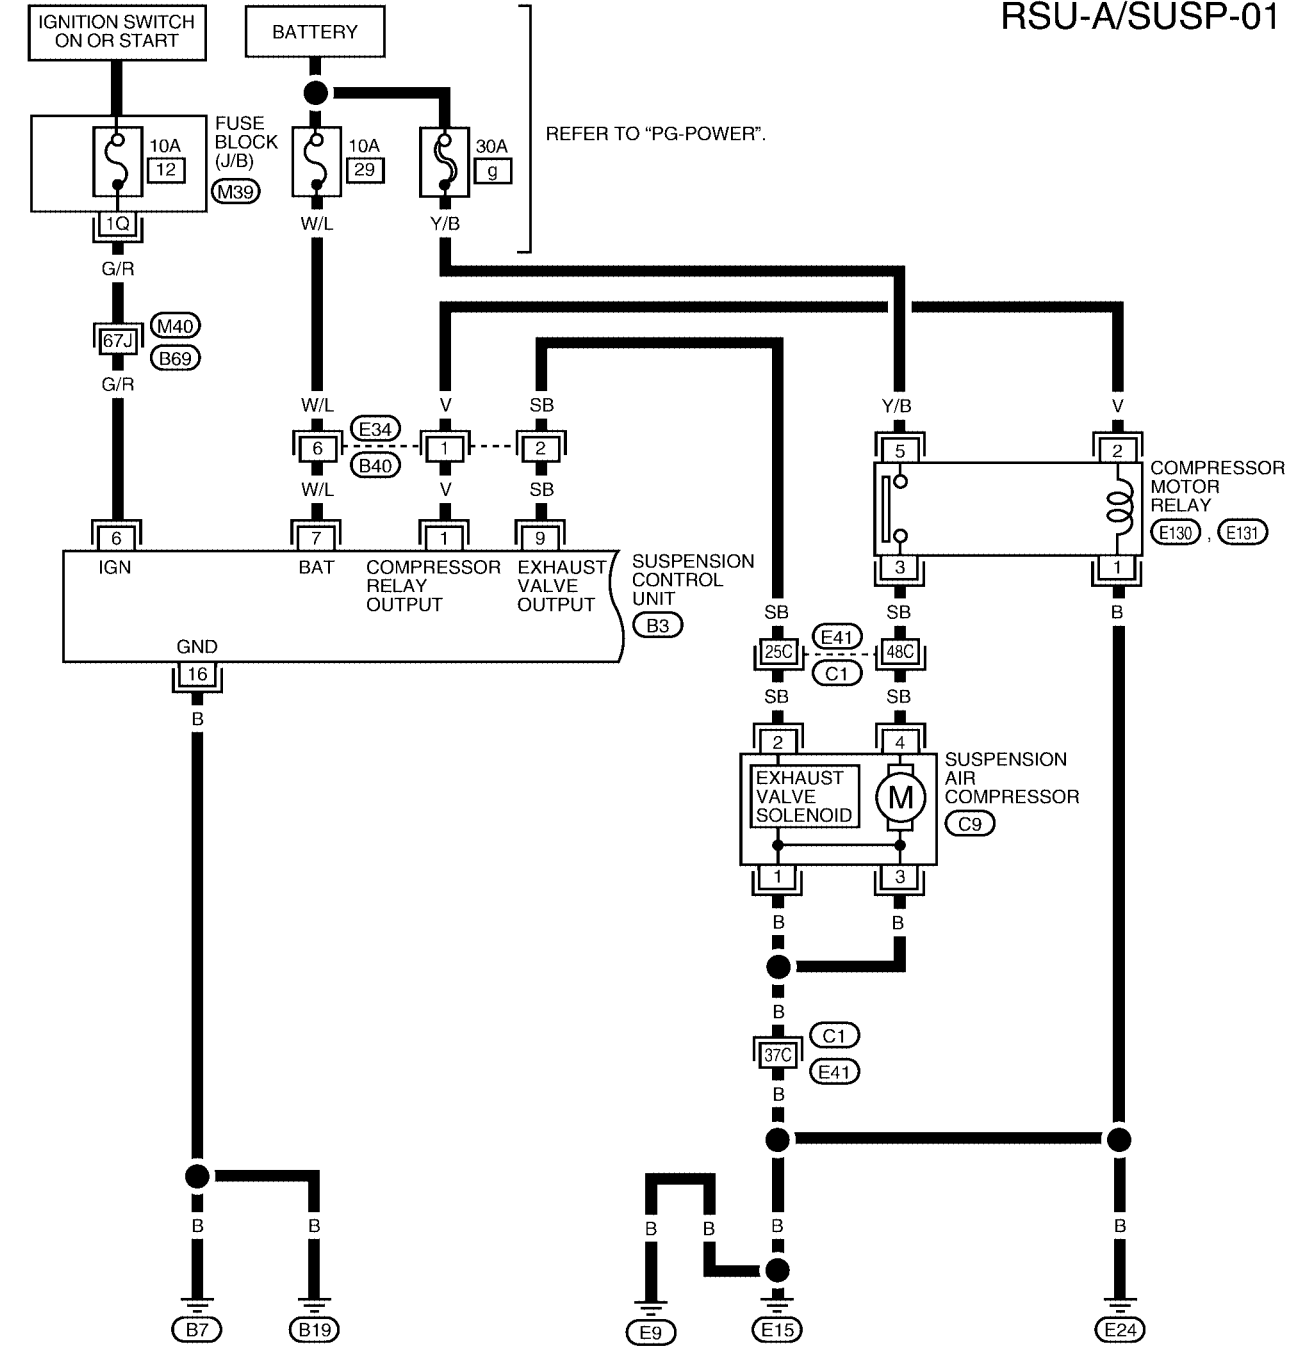 RSU-A/SUSP-01
IGNITION SWITCH
ON OR START
BATTERY
FUSE
BLOCK
(J/B)
M39
10A
12
10A
29
30A
g
REFER TO “PG-POWER”.
1Q
W/L
Y/B
G/R
67J
M40
B69
G/R
W/L
V
SB
Y/B
V
6
E34
B40
1
2
5
2
W/L
V
SB
COMPRESSOR
MOTOR
RELAY
E130 , E131
6
7
1
9
3
1
IGN
BAT
COMPRESSOR
RELAY
OUTPUT
EXHAUST
VALVE
OUTPUT
SUSPENSION
CONTROL
UNIT
B3
GND
16
B
SB
SB
B
25C
E41
C1
48C
SB
SB
2
4
EXHAUST
VALVE
SOLENOID
M
SUSPENSION
AIR
COMPRESSOR
C9
1
3
B
B
B
37C
C1
E41
B
B
B
B
B
B
B
B7
B19
E9
E15
E24